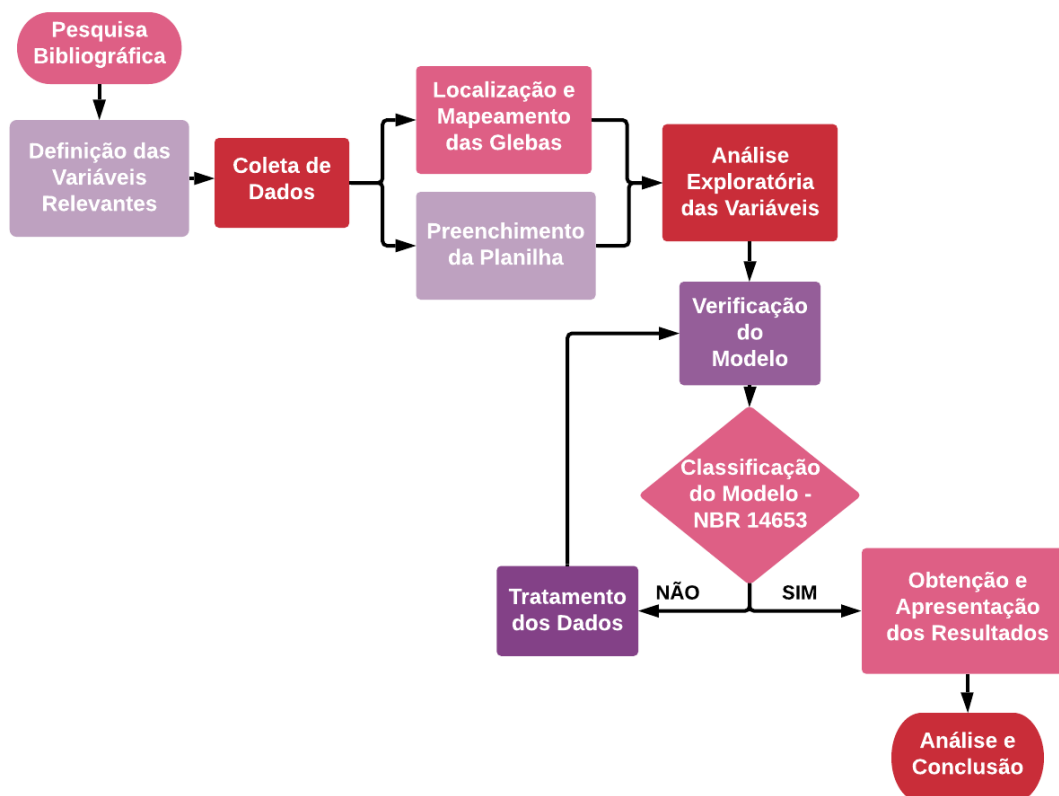 Pesquisa
Bibliográfica
Definição das
Variáveis
Relevantes
Coleta de
Dados
Localização e
Mapeamento
das Glebas
Preenchimento
da Planilha
Análise
Exploratória
das Variáveis
Verificação
do
Modelo
Classificação
do Modelo -
NBR 14653
NÃO
SIM
Tratamento
dos Dados
Obtenção e
Apresentação
dos Resultados
Análise e
Conclusão